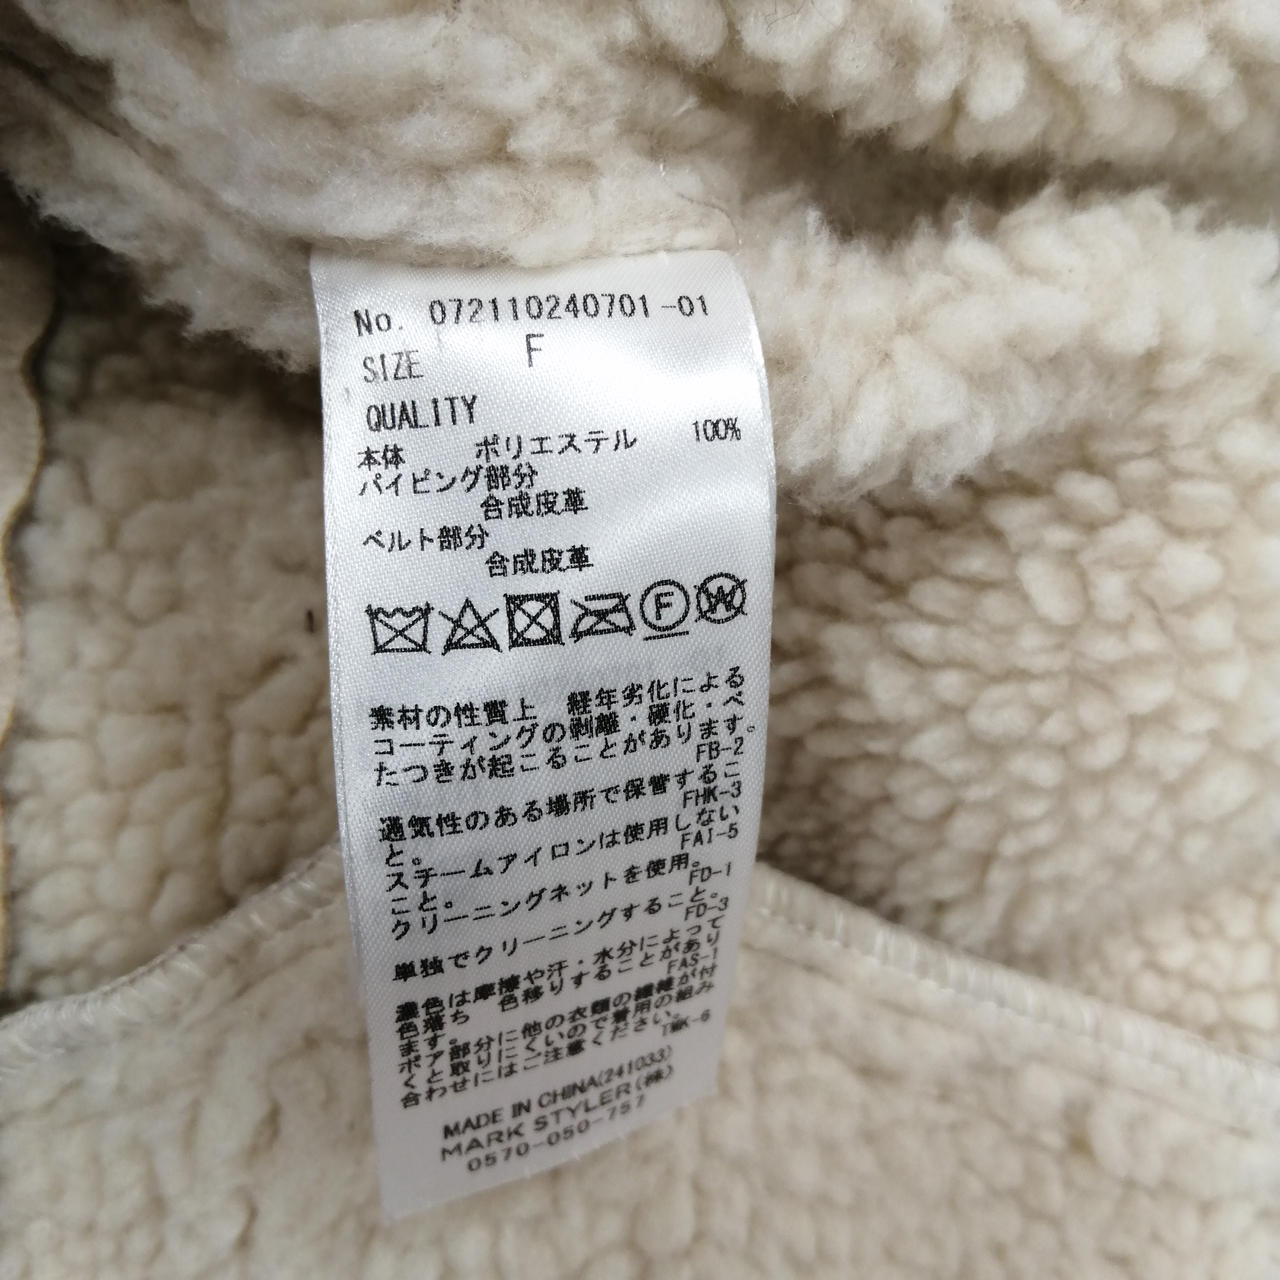 No. 072110240701-01
SIZE F
QUALITY
本体 ポリエステル 100%
パイピング部分
合成皮革
ベルト部分
合成皮革
F W
素材の性質上 経年劣化による
コーティングの剥離・硬化・ベ
たつきが起こることがあります。
FB-2
通気性のある場所で保管するこ
と。 FHK-3
スチームアイロンは使用しない
こと。 FAI-5
クリーニングネットを使用。
FD-1
単独でクリーニングすること。
FD-3
濃色は摩擦や汗・水分によって
色落ち 色移りすることがあり
ます。 FAS-1
ボア部分に他の衣類の繊維が付
くと取りにくいので着用の組み
合わせにはご注意ください。
TMK-6
MADE IN CHINA(241033)
MARK STYLER(株)
0570-050-757